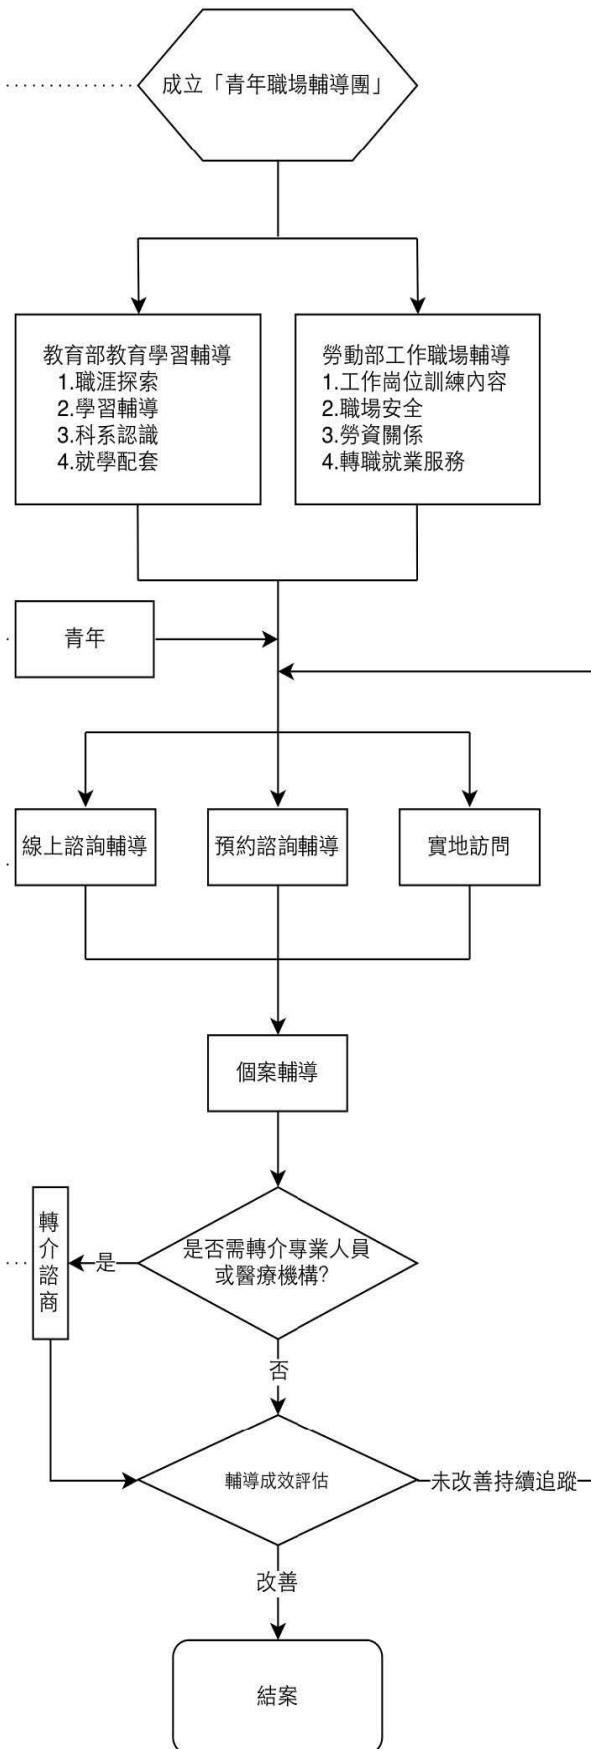 成立「青年職場輔導團」
教育部教育學習輔導
1.職涯探索
2.學習輔導
3.科系認識
4.就學配套
勞動部工作職場輔導
1.工作崗位訓練內容
2.職場安全
3.勞資關係
4.轉職就業服務
青年
線上諮詢輔導
預約諮詢輔導
實地訪問
個案輔導
是否需轉介專業人員
或醫療機構?
是
轉介諮商
否
輔導成效評估
未改善持續追蹤
改善
結案